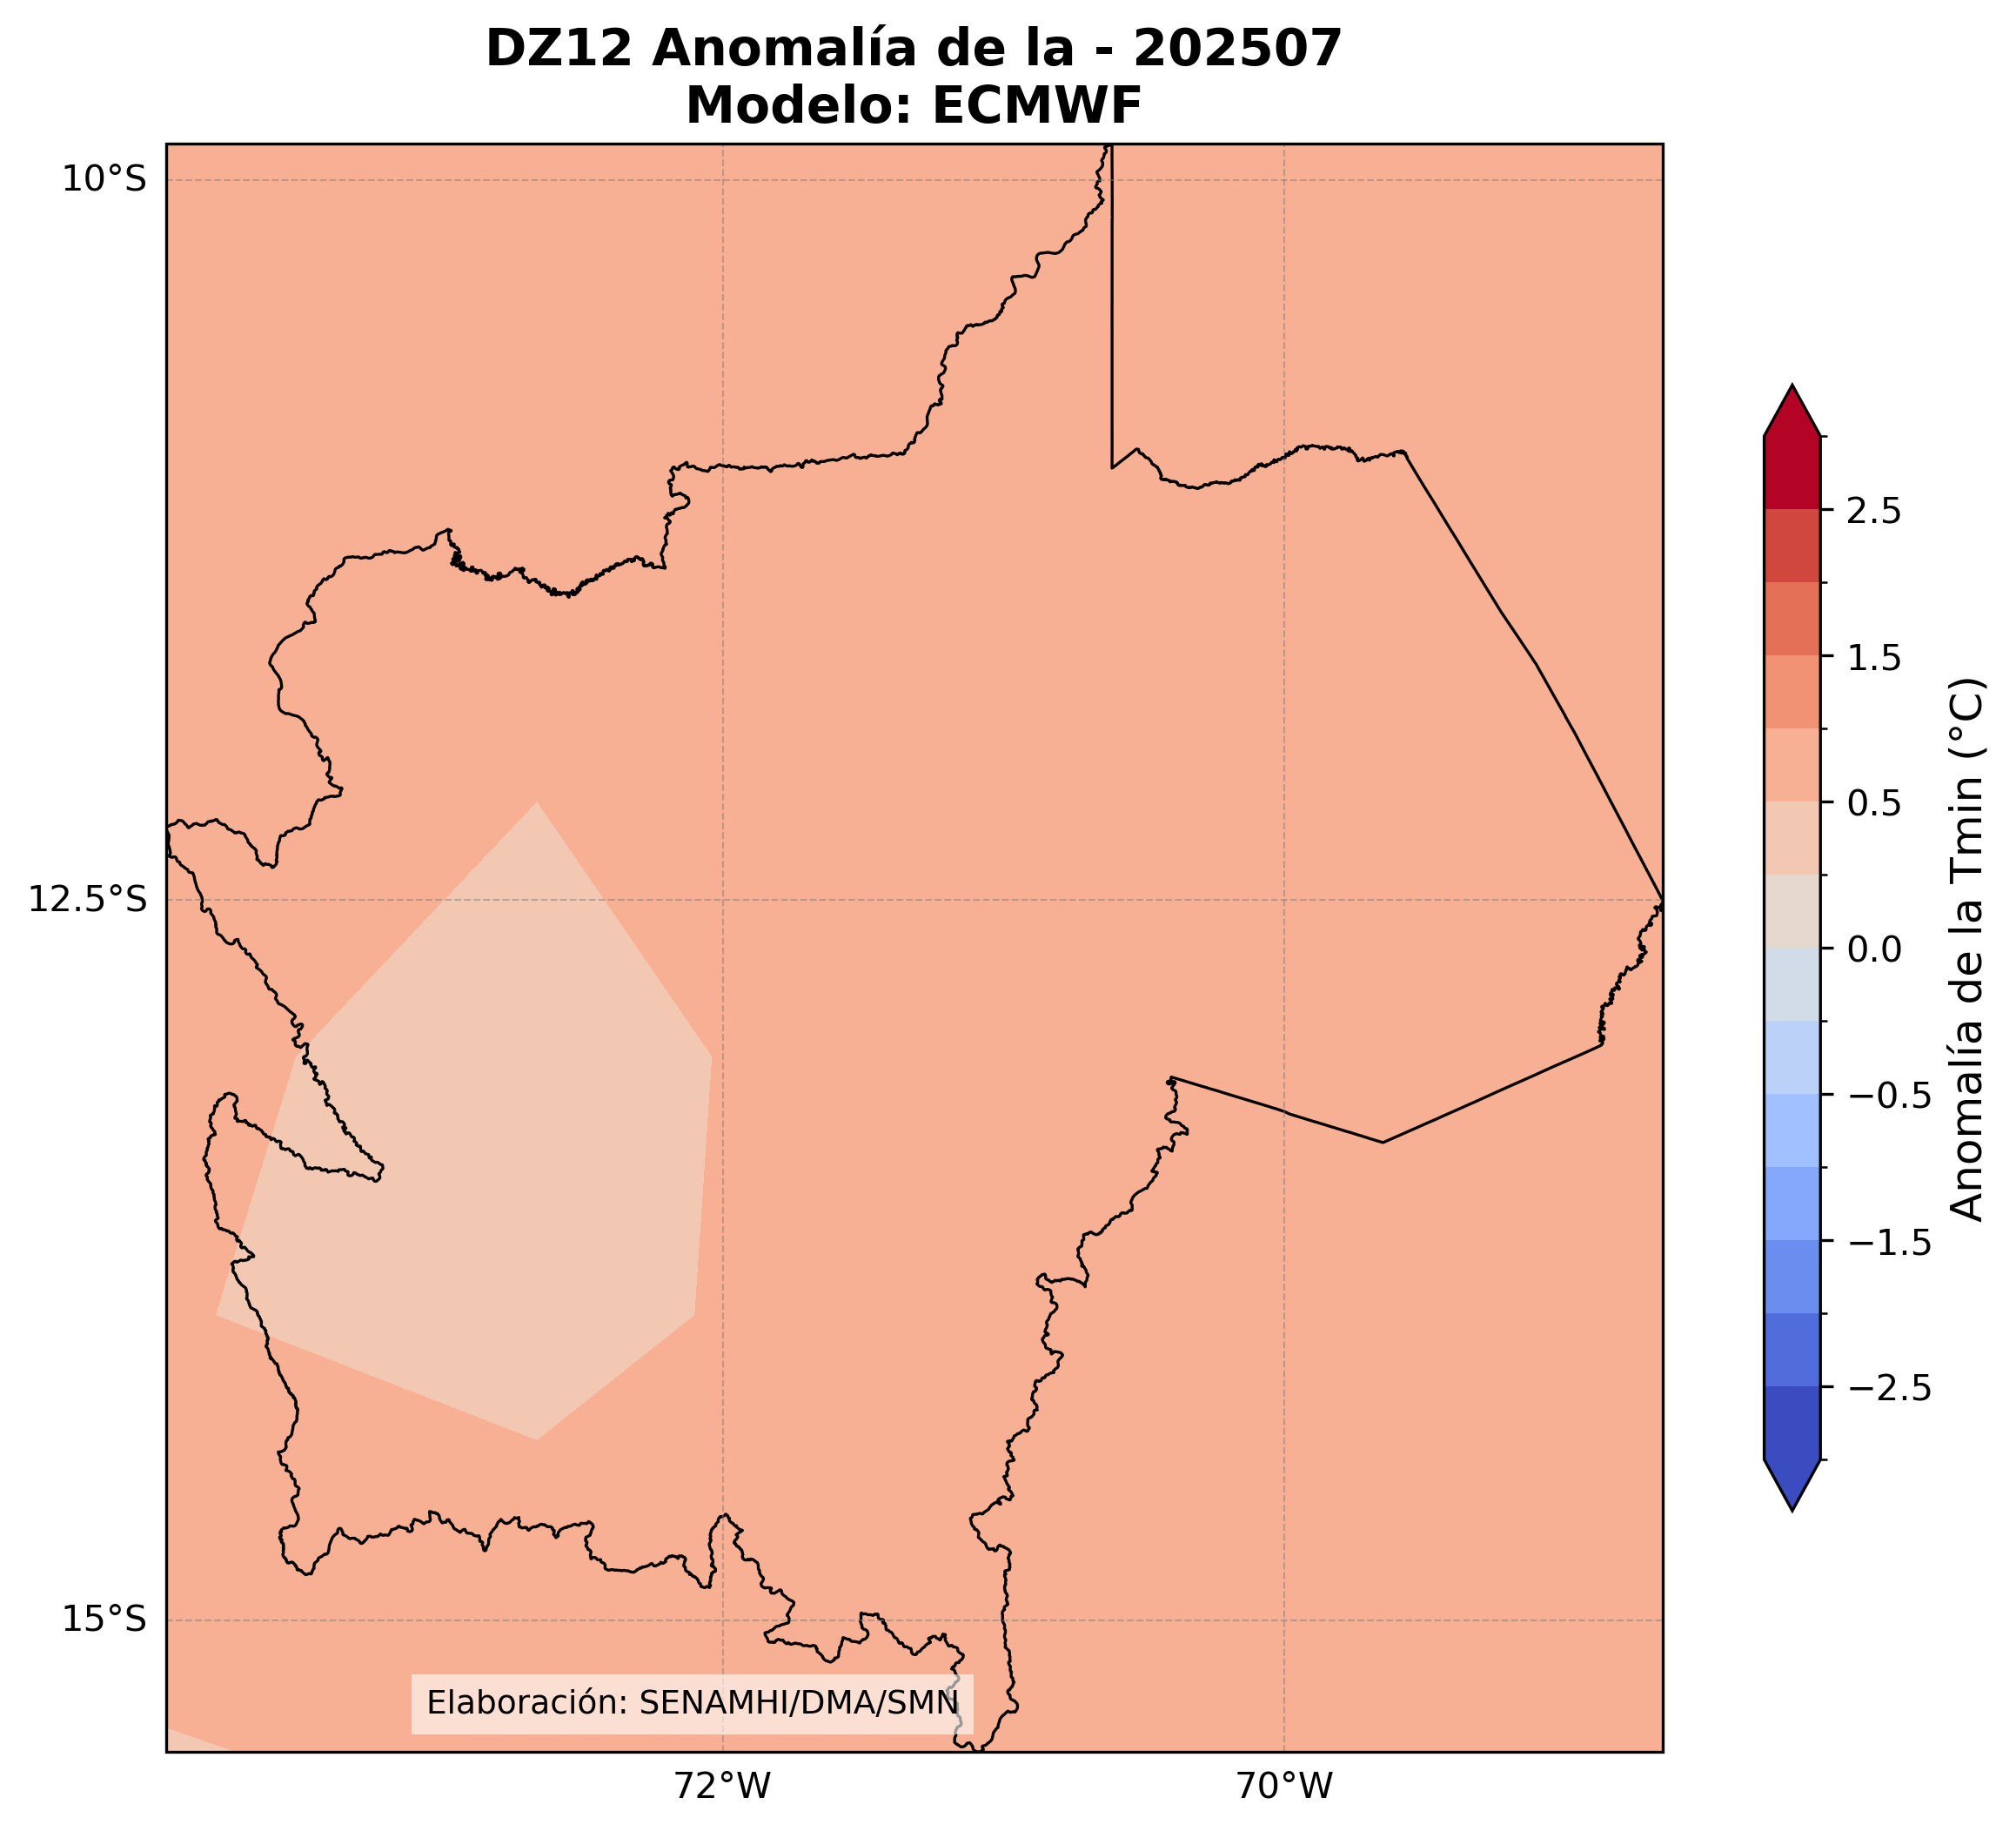 DZ12 Anomalía de la - 202507
Modelo: ECMWF
10°S
12.5°S
15°S
72°W
70°W
2.5
1.5
0.5
0.0
−0.5
−1.5
−2.5
Anomalía de la Tmin (°C)
Elaboración: SENAMHI/DMA/SMN